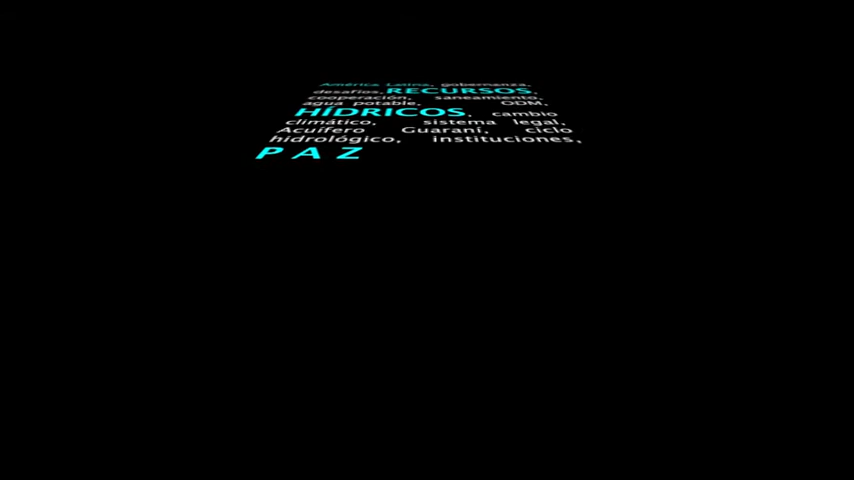 América Latina, gobernanza,
desafíos, RECURSOS,
cooperación, saneamiento,
agua potable, ODM,
HÍDRICOS, cambio
climático, sistema legal,
Acuífero Guaraní, ciclo
hidrológico, instituciones,
PAZ